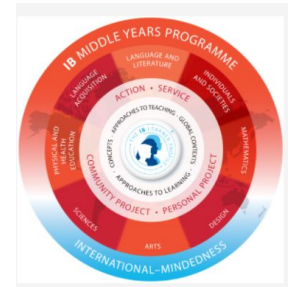 IB MIDDLE YEARS PROGRAMME
LANGUAGE AND
LITERATURE
LANGUAGE
ACQUISITION
INDIVIDUALS
AND SOCIETIES
PHYSICAL AND
HEALTH
EDUCATION
MATHEMATICS
SCIENCES
DESIGN
ARTS
ACTION • SERVICE
COMMUNITY PROJECT • PERSONAL PROJECT
APPROACHES TO TEACHING
GLOBAL CONTEXTS
APPROACHES TO LEARNING
CONCEPTS
INTERNATIONAL-MINDEDNESS